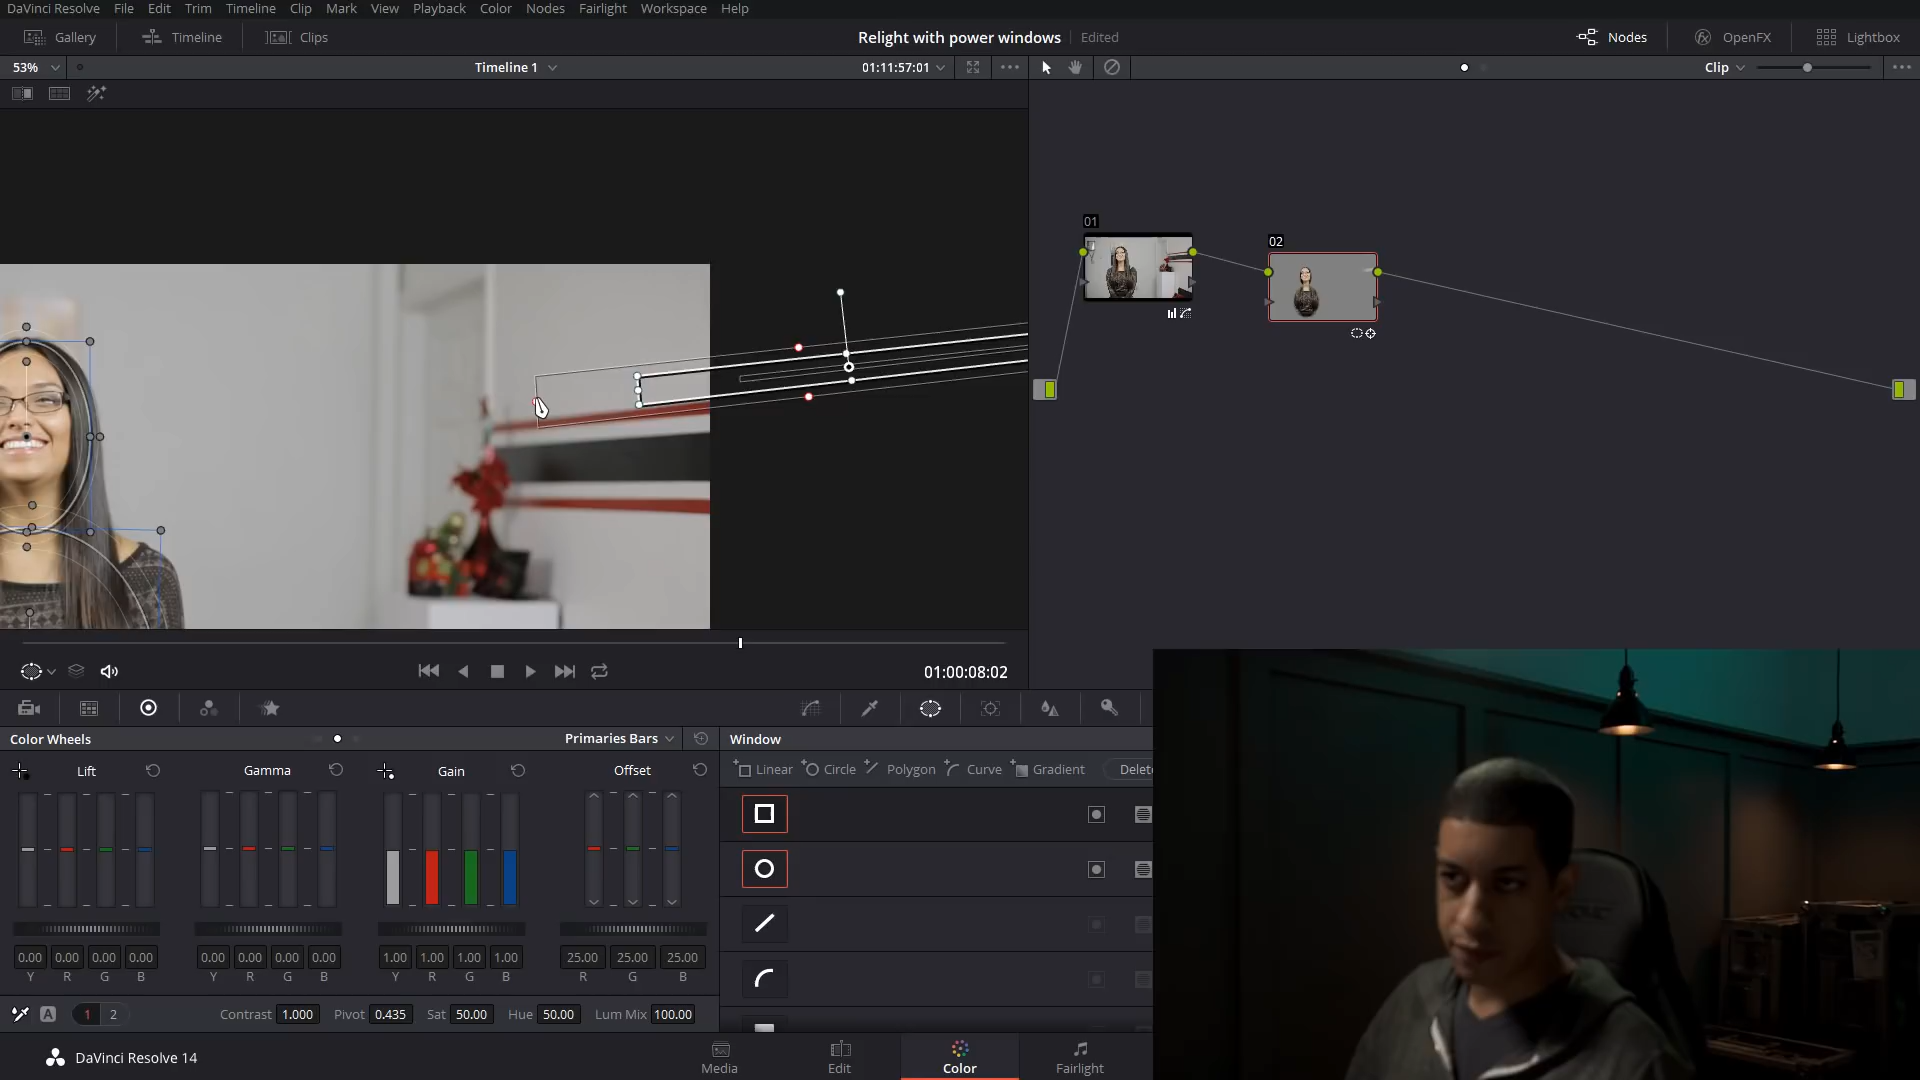 DaVinci Resolve File Edit Trim Timeline Clip Mark View Playback Color Nodes Fairlight Workspace Help
Gallery Timeline Clips Relight with power windows Edited Nodes OpenFX Lightbox
53% Timeline 1 01:11:57:01 Clip
01
02
01:00:08:02
Color Wheels Primaries Bars Window
Lift Gamma Gain Offset Linear Circle Polygon Curve Gradient Delet
0.00 0.00 0.00 0.00 0.00 0.00 0.00 0.00 1.00 1.00 1.00 1.00 25.00 25.00 25.00
Y R G B Y R G B Y R G B R G B
A 1 2 Contrast 1.000 Pivot 0.435 Sat 50.00 Hue 50.00 Lum Mix 100.00
DaVinci Resolve 14 Media Edit Color Fairlight